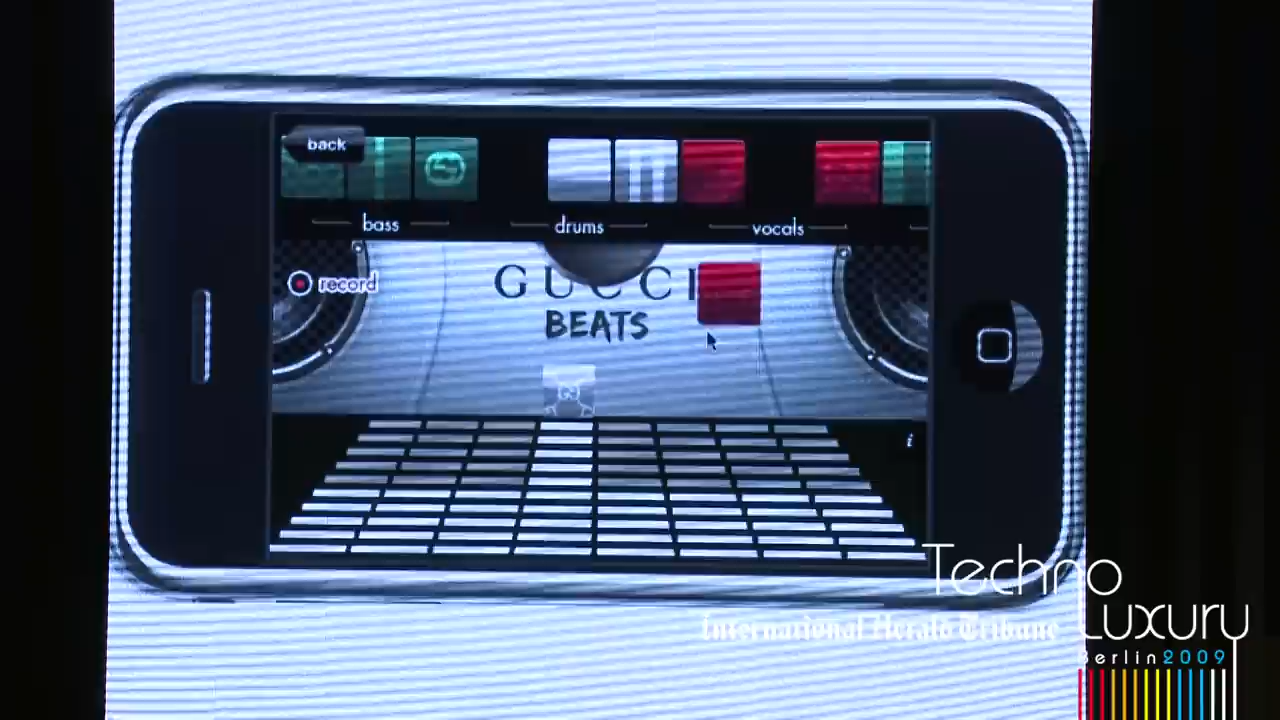 back
bass drums vocals
record
GUCCI
BEATS
i
Techno
Luxury
International Herald Tribune
Berlin2009